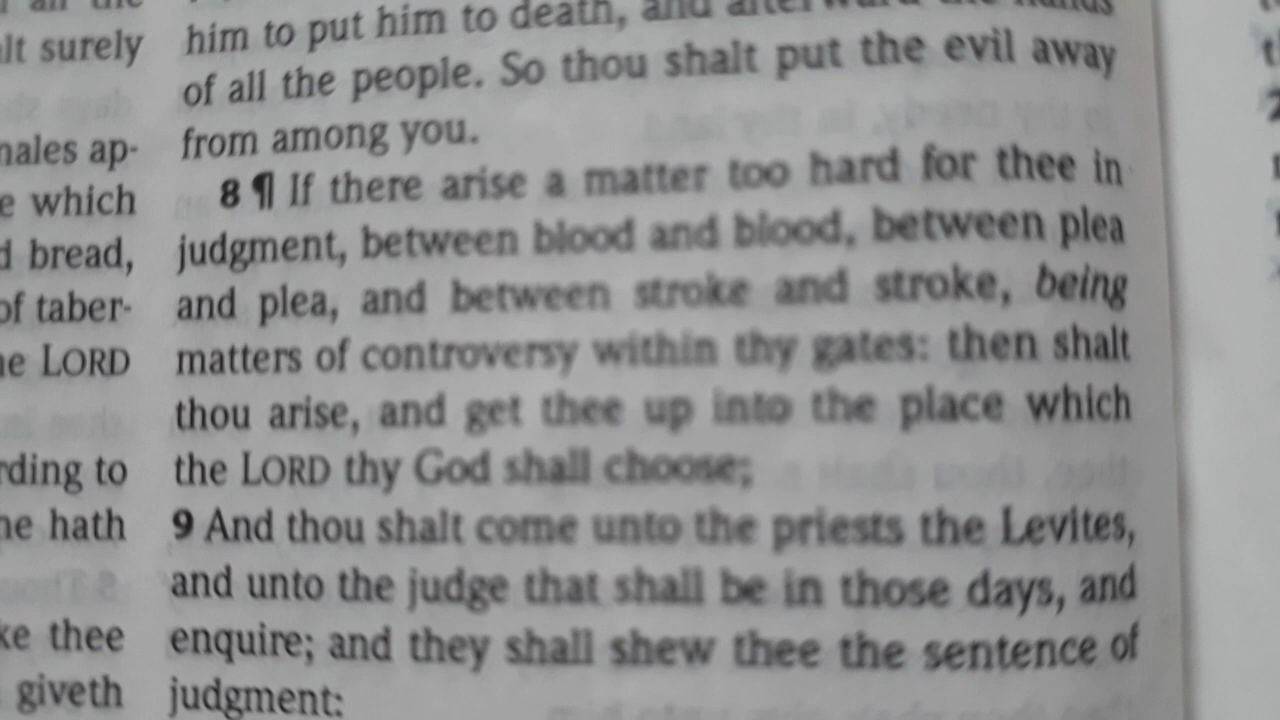 alt surely
males ap-
e which
d bread,
of taber-
he LORD
rding to
he hath
ke thee
giveth
him to put him to death, and afterward the hands
of all the people. So thou shalt put the evil away
from among you.
8 ¶ If there arise a matter too hard for thee in
judgment, between blood and blood, between plea
and plea, and between stroke and stroke, being
matters of controversy within thy gates: then shalt
thou arise, and get thee up into the place which
the LORD thy God shall choose;
9 And thou shalt come unto the priests the Levites,
and unto the judge that shall be in those days, and
enquire; and they shall shew thee the sentence of
judgment: